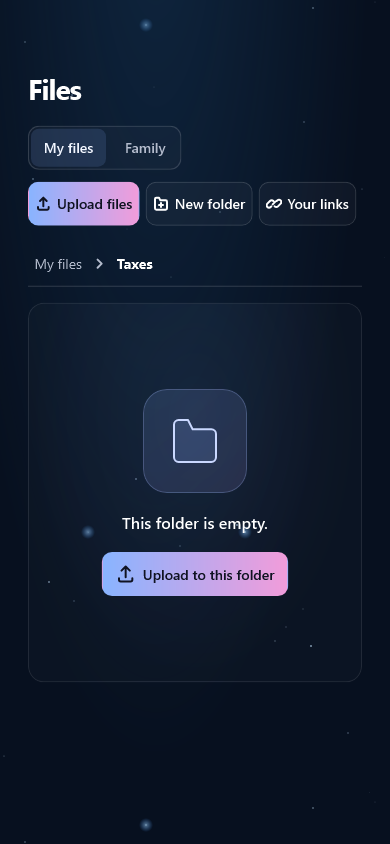 Files
My files Family
Upload files New folder Your links
My files > Taxes
This folder is empty.
Upload to this folder